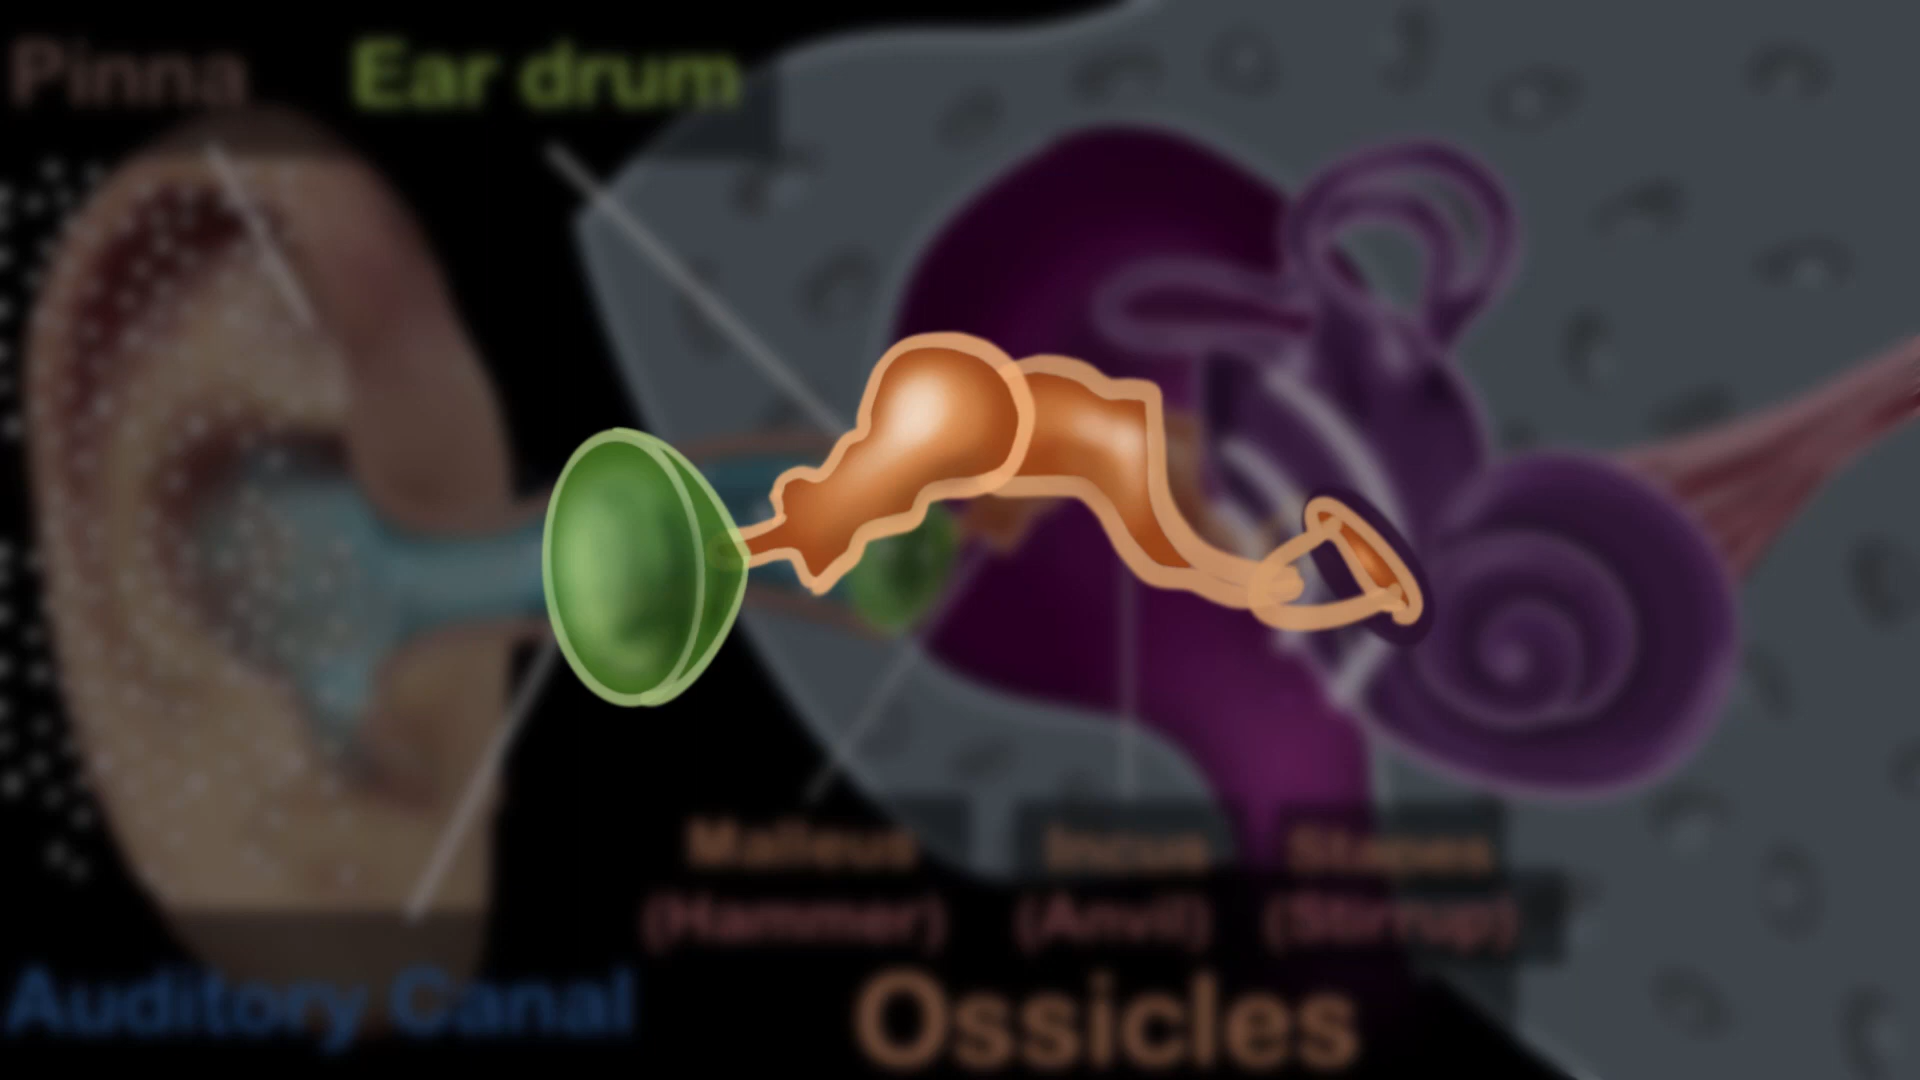 Pinna
Ear drum
Malleus
Incus
Stapes
(Hammer)
(Anvil)
(Stirrup)
Auditory Canal
Ossicles